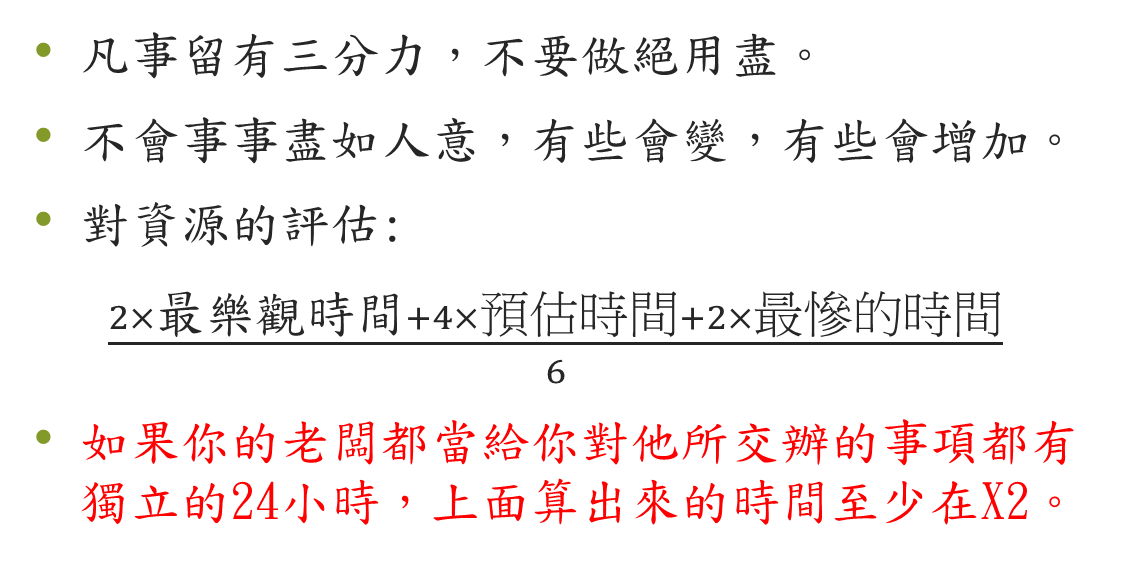 • 凡事留有三分力，不要做絕用盡。
• 不會事事盡如人意，有些會變，有些會增加。
• 對資源的評估:
2×最樂觀時間+4×預估時間+2×最慘的時間
6
• 如果你的老闆都當給你對他所交辦的事項都有
獨立的24小時，上面算出來的時間至少在X2。